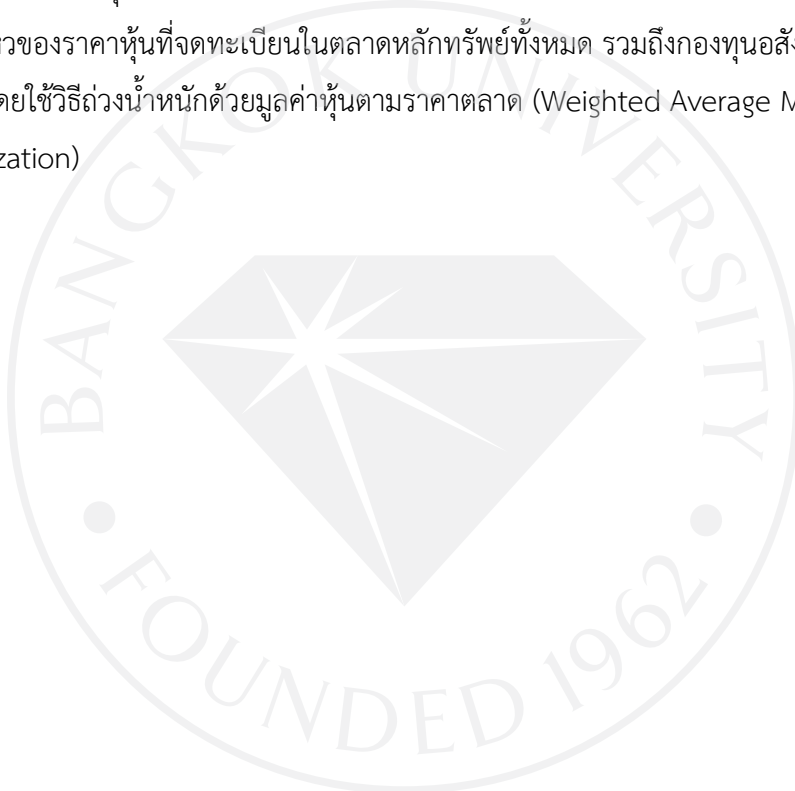 วของราคาหุ้นที่จดทะเบียนในตลาดหลักทรัพย์ทั้งหมด รวมถึงกองทุนอสัง
ดยใช้วิธีถ่วงน้ำหนักด้วยมูลค่าหุ้นตามราคาตลาด (Weighted Average M
zation)
BANGKOK UNIVERSITY
FOUNDED 1962